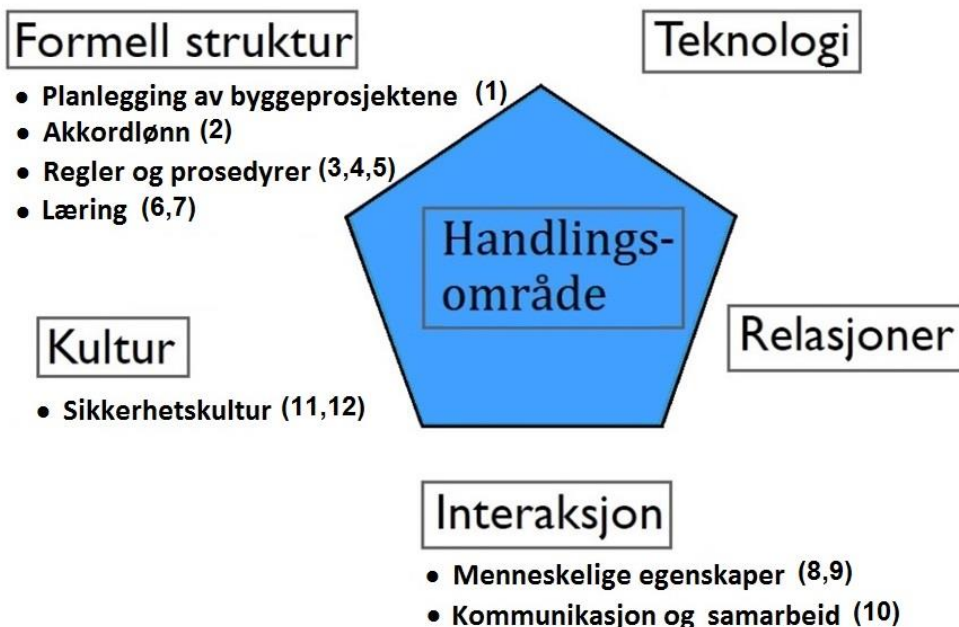 Formell struktur
• Planlegging av byggeprosjektene (1)
• Akkordlønn (2)
• Regler og prosedyrer (3,4,5)
• Læring (6,7)
Teknologi
Handlings-
område
Kultur
• Sikkerhetskultur (11,12)
Relasjoner
Interaksjon
• Menneskelige egenskaper (8,9)
• Kommunikasjon og samarbeid (10)